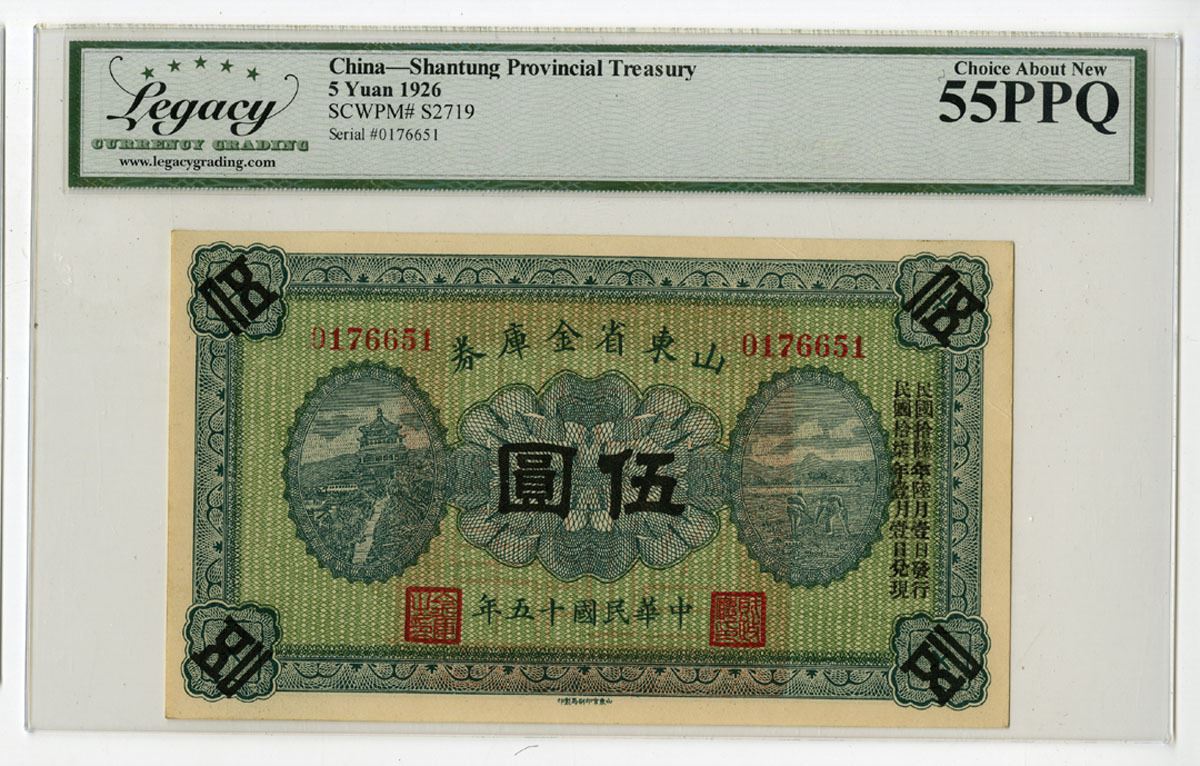 Legacy
CURRENCY GRADING
www.legacygrading.com
China—Shantung Provincial Treasury
5 Yuan 1926
SCWPM# S2719
Serial #0176651
Choice About New
55PPQ
山東省金庫券
0176651
0176651
伍圓
民國拾陸年陸月壹日發行
民國拾柒年壹月壹日兌現
中華民國十五年